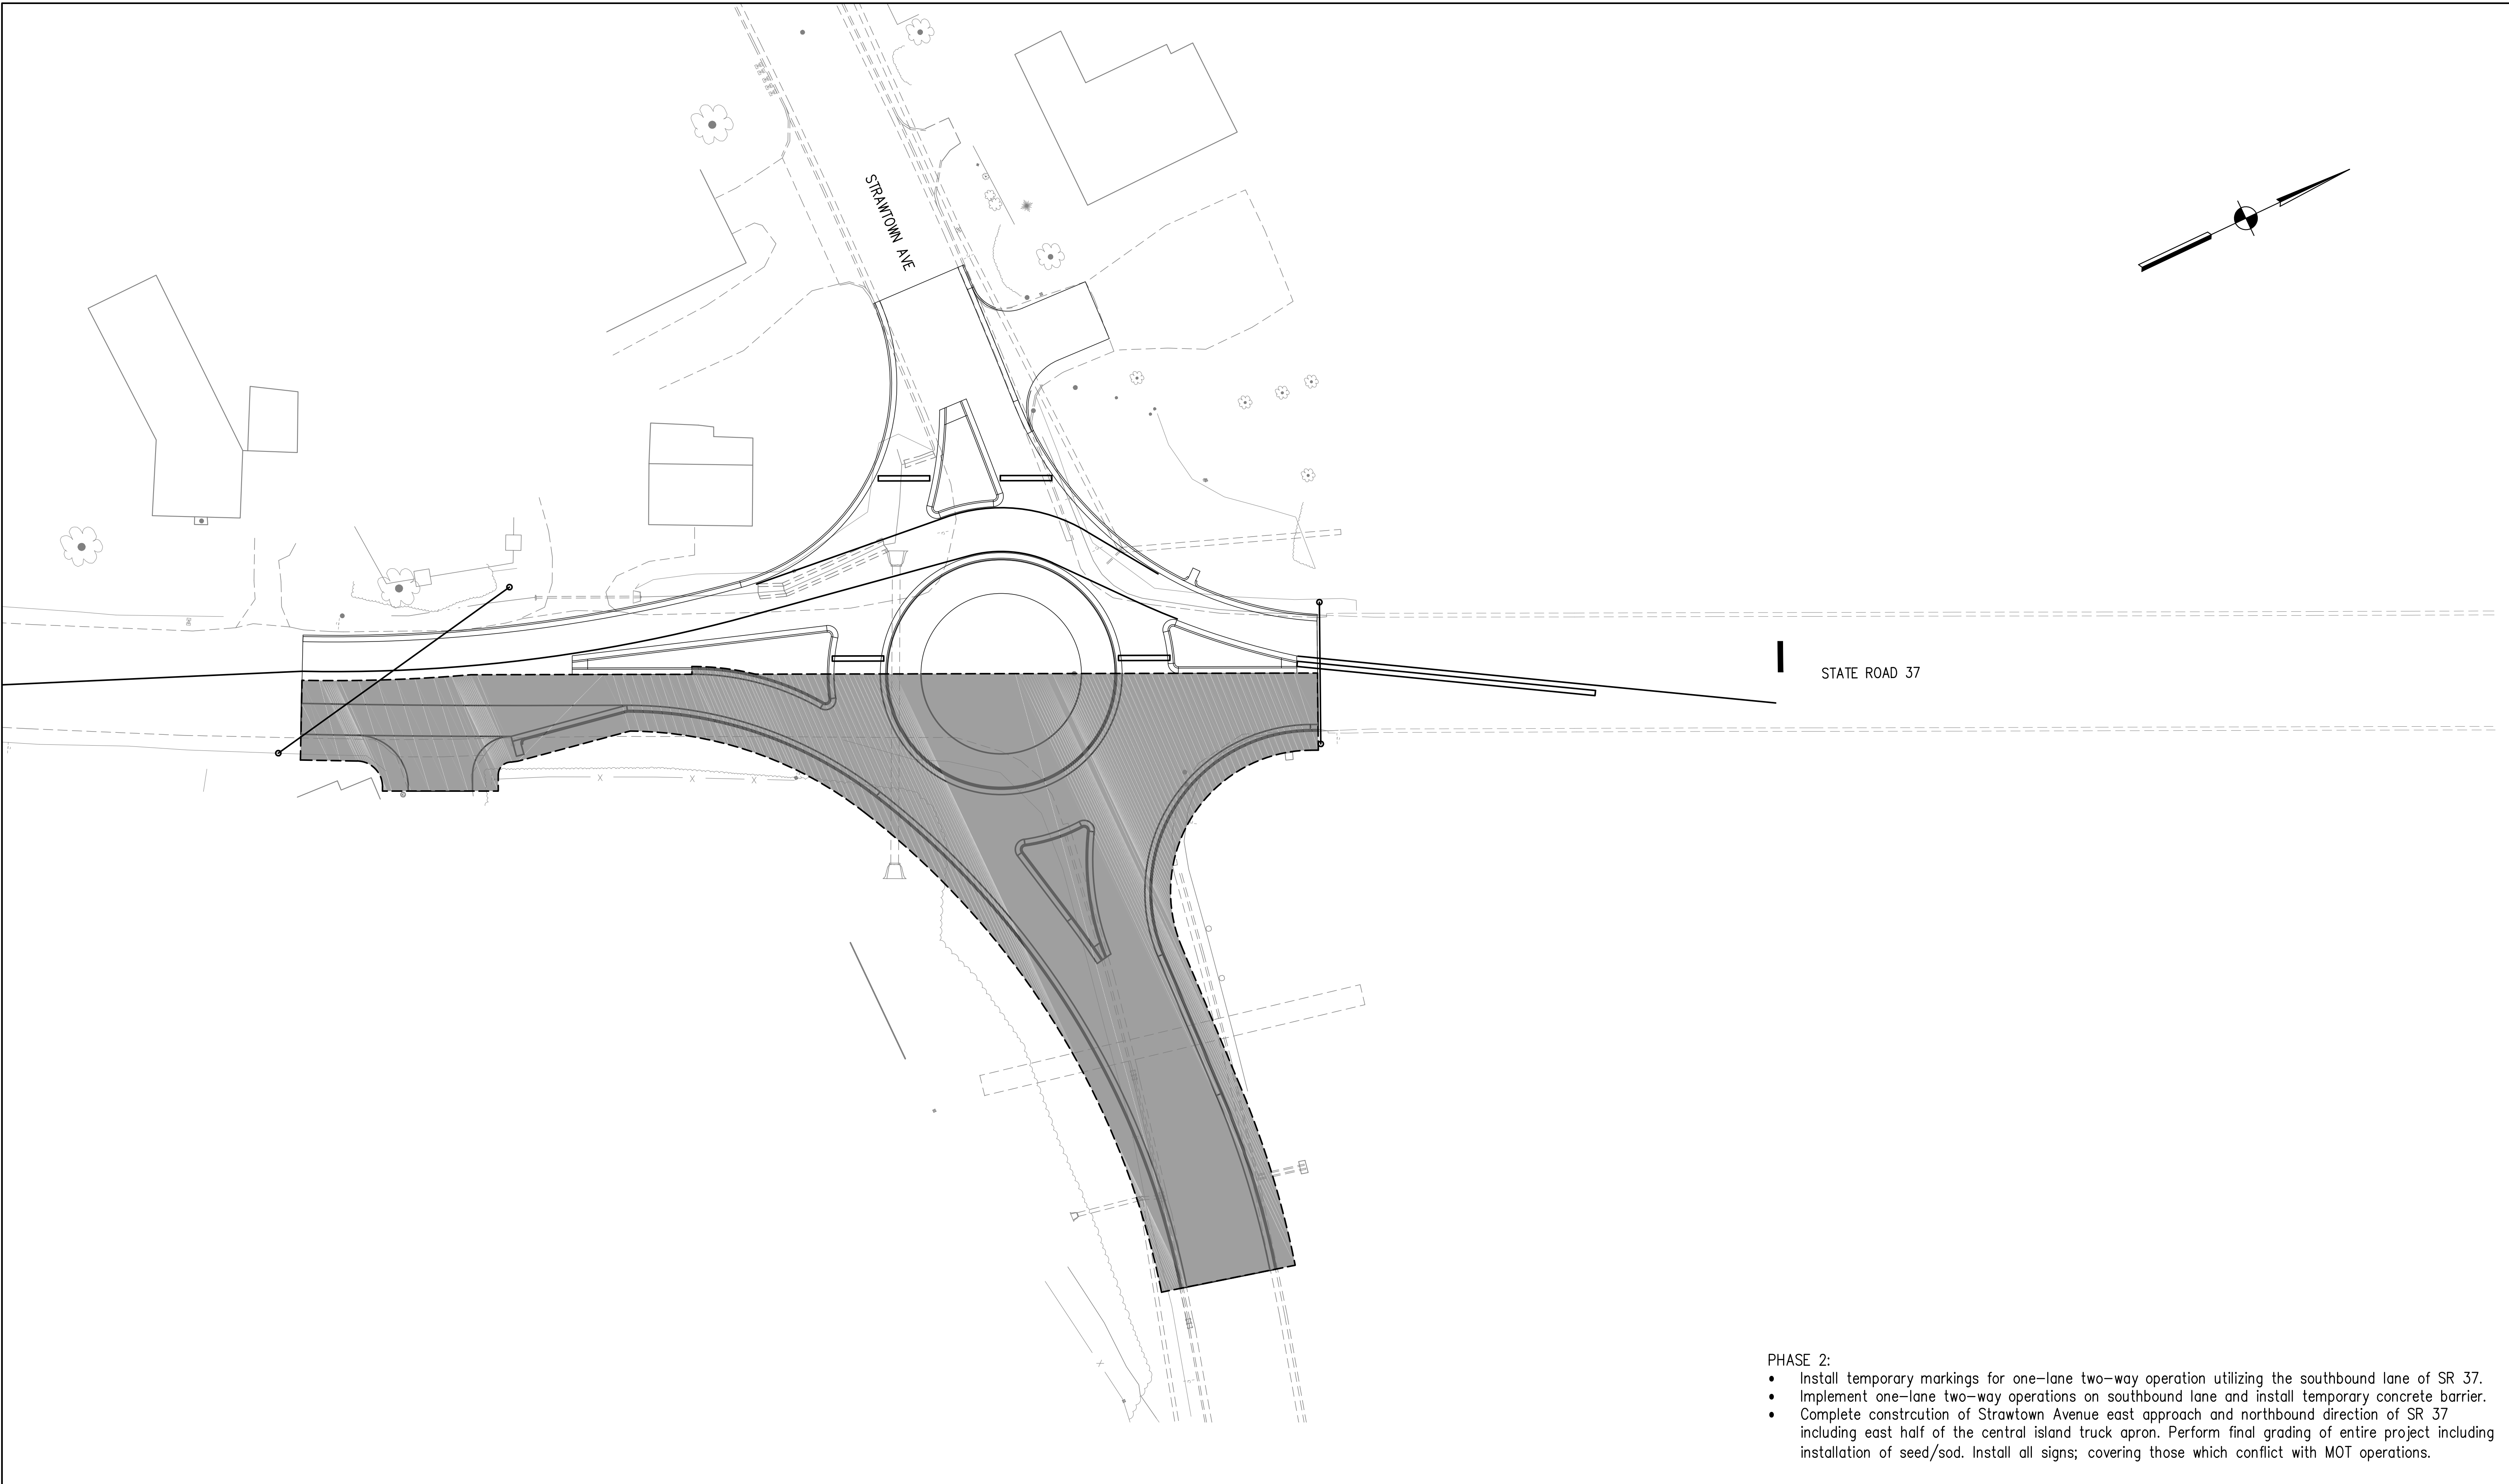 STRAWTOWN AVE
STATE ROAD 37
PHASE 2:
• Install temporary markings for one-lane two-way operation utilizing the southbound lane of SR 37.
• Implement one-lane two-way operations on southbound lane and install temporary concrete barrier.
• Complete constrcution of Strawtown Avenue east approach and northbound direction of SR 37
including east half of the central island truck apron. Perform final grading of entire project including
installation of seed/sod. Install all signs; covering those which conflict with MOT operations.